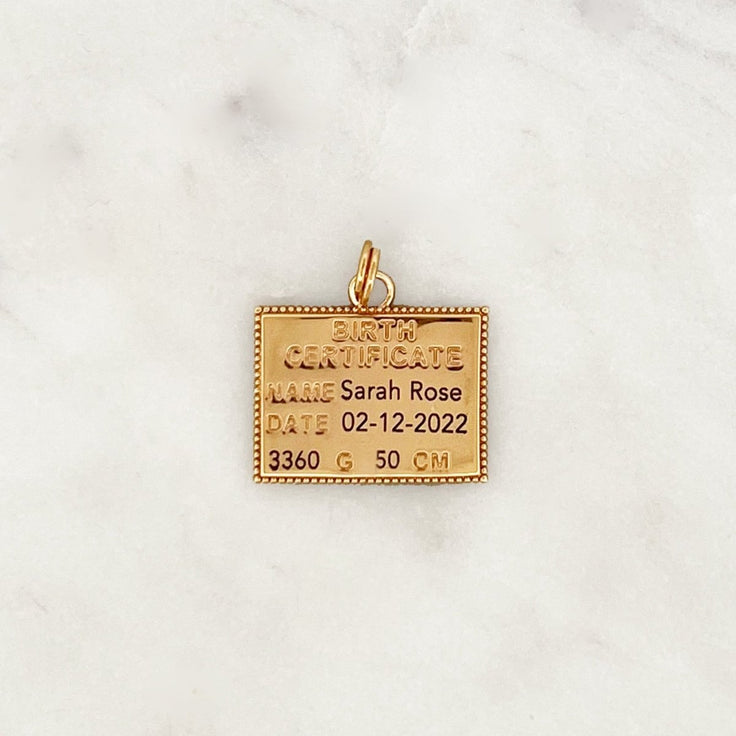 BIRTH
CERTIFICATE
NAME Sarah Rose
DATE 02-12-2022
3360 G 50 CM